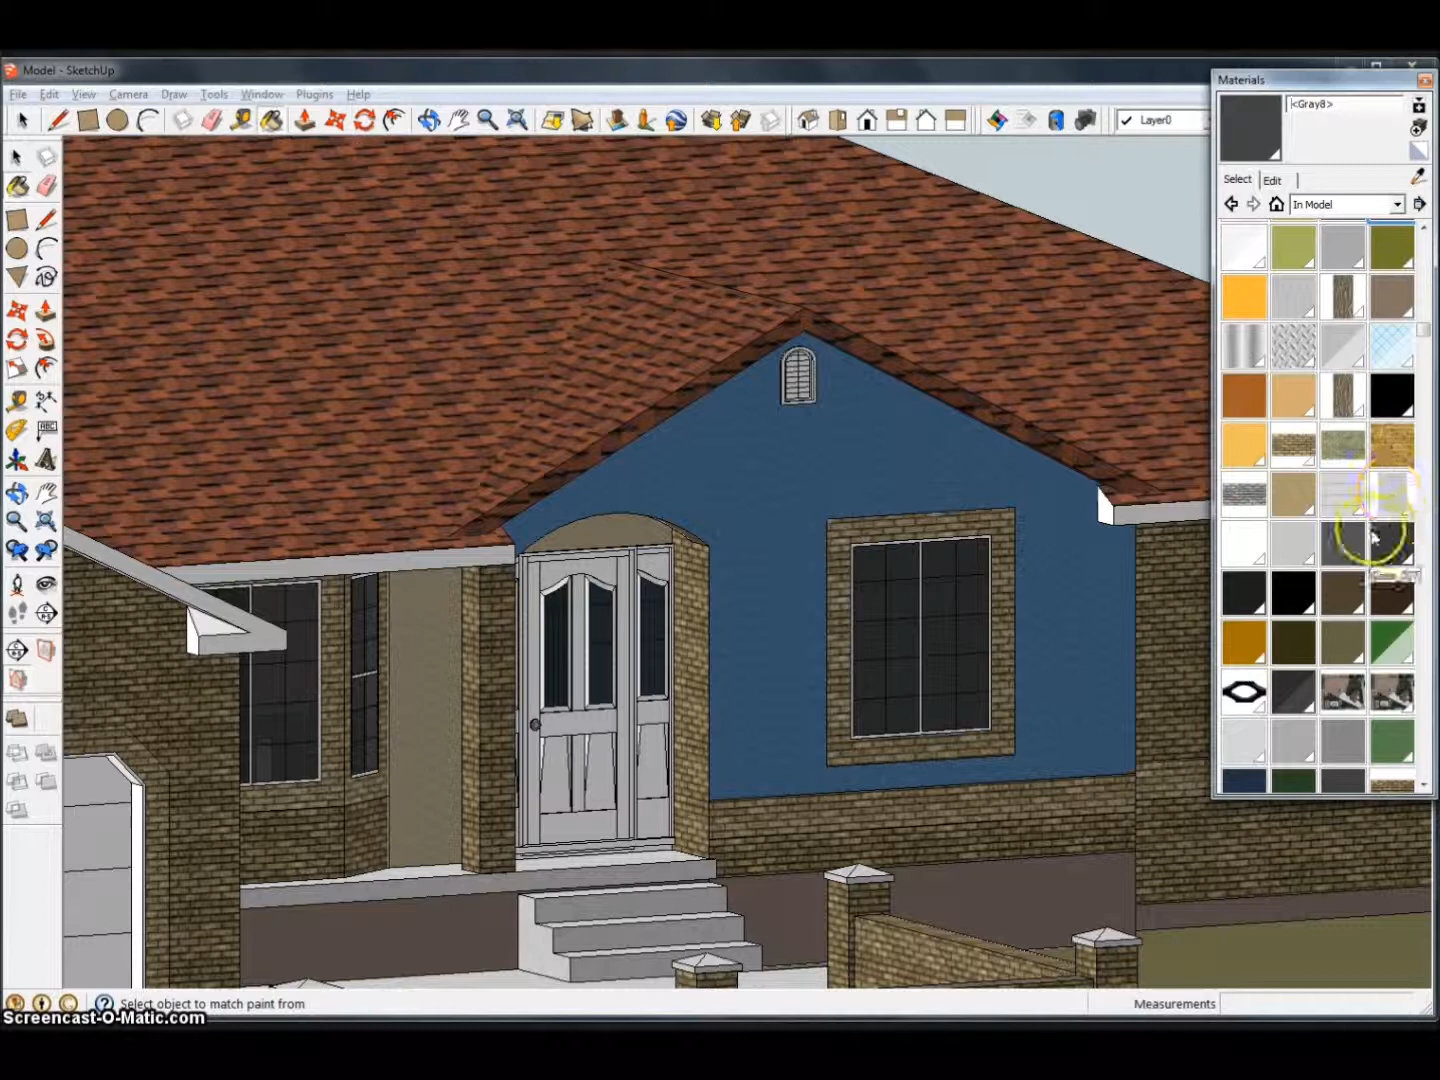 Model - SketchUp
Materials
File Edit View Camera Draw Tools Window Plugins Help
<Gray8>
Layer0
Select Edit
In Model
ABC
Select object to match paint from
Measurements
Screencast-O-Matic.com